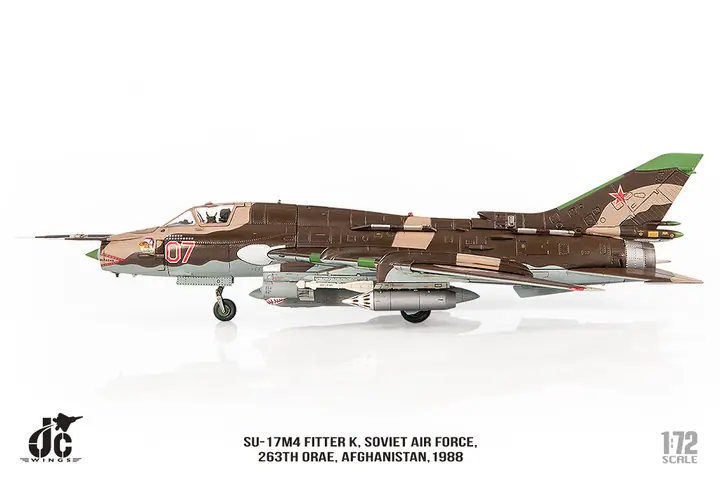 07
JC
WINGS
SU-17M4 FITTER K, SOVIET AIR FORCE,
263TH ORAE, AFGHANISTAN, 1988
1:72
SCALE